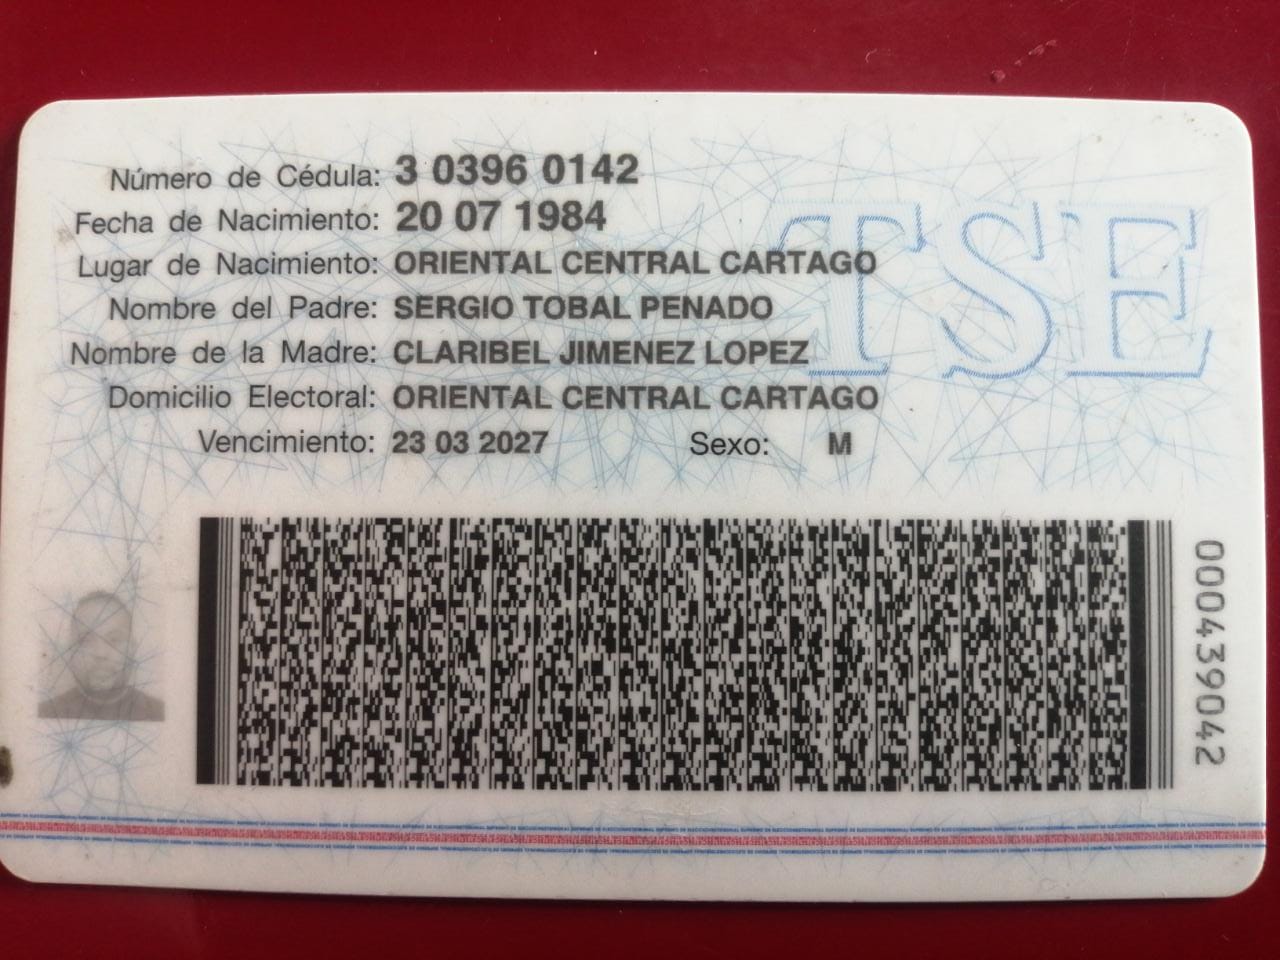 Número de Cédula: 3 0396 0142
Fecha de Nacimiento: 20 07 1984
Lugar de Nacimiento: ORIENTAL CENTRAL CARTAGO
Nombre del Padre: SERGIO TOBAL PENADO
Nombre de la Madre: CLARIBEL JIMENEZ LOPEZ
Domicilio Electoral: ORIENTAL CENTRAL CARTAGO
Vencimiento: 23 03 2027 Sexo: M
TSE
000439042